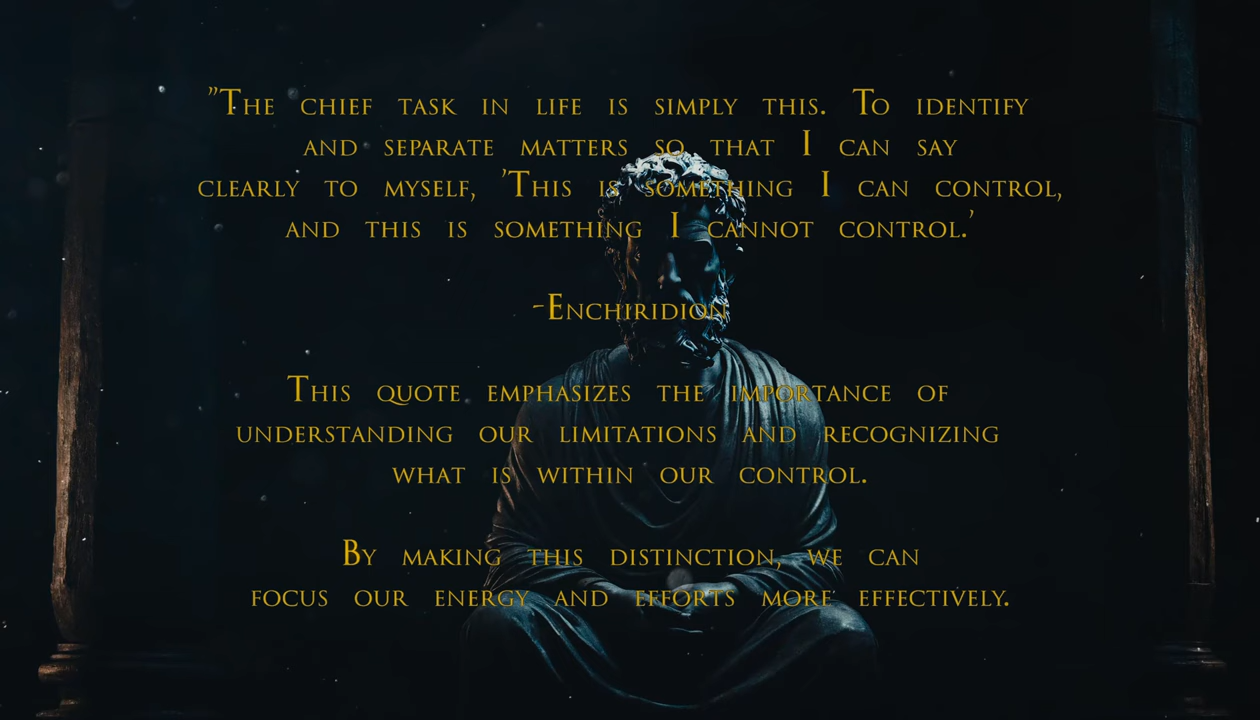 "The chief task in life is simply this. To identify
and separate matters so that I can say
clearly to myself, 'This is something I can control,
and this is something I cannot control.'
-Enchiridion
This quote emphasizes the importance of
understanding our limitations and recognizing
what is within our control.
By making this distinction, we can
focus our energy and efforts more effectively.